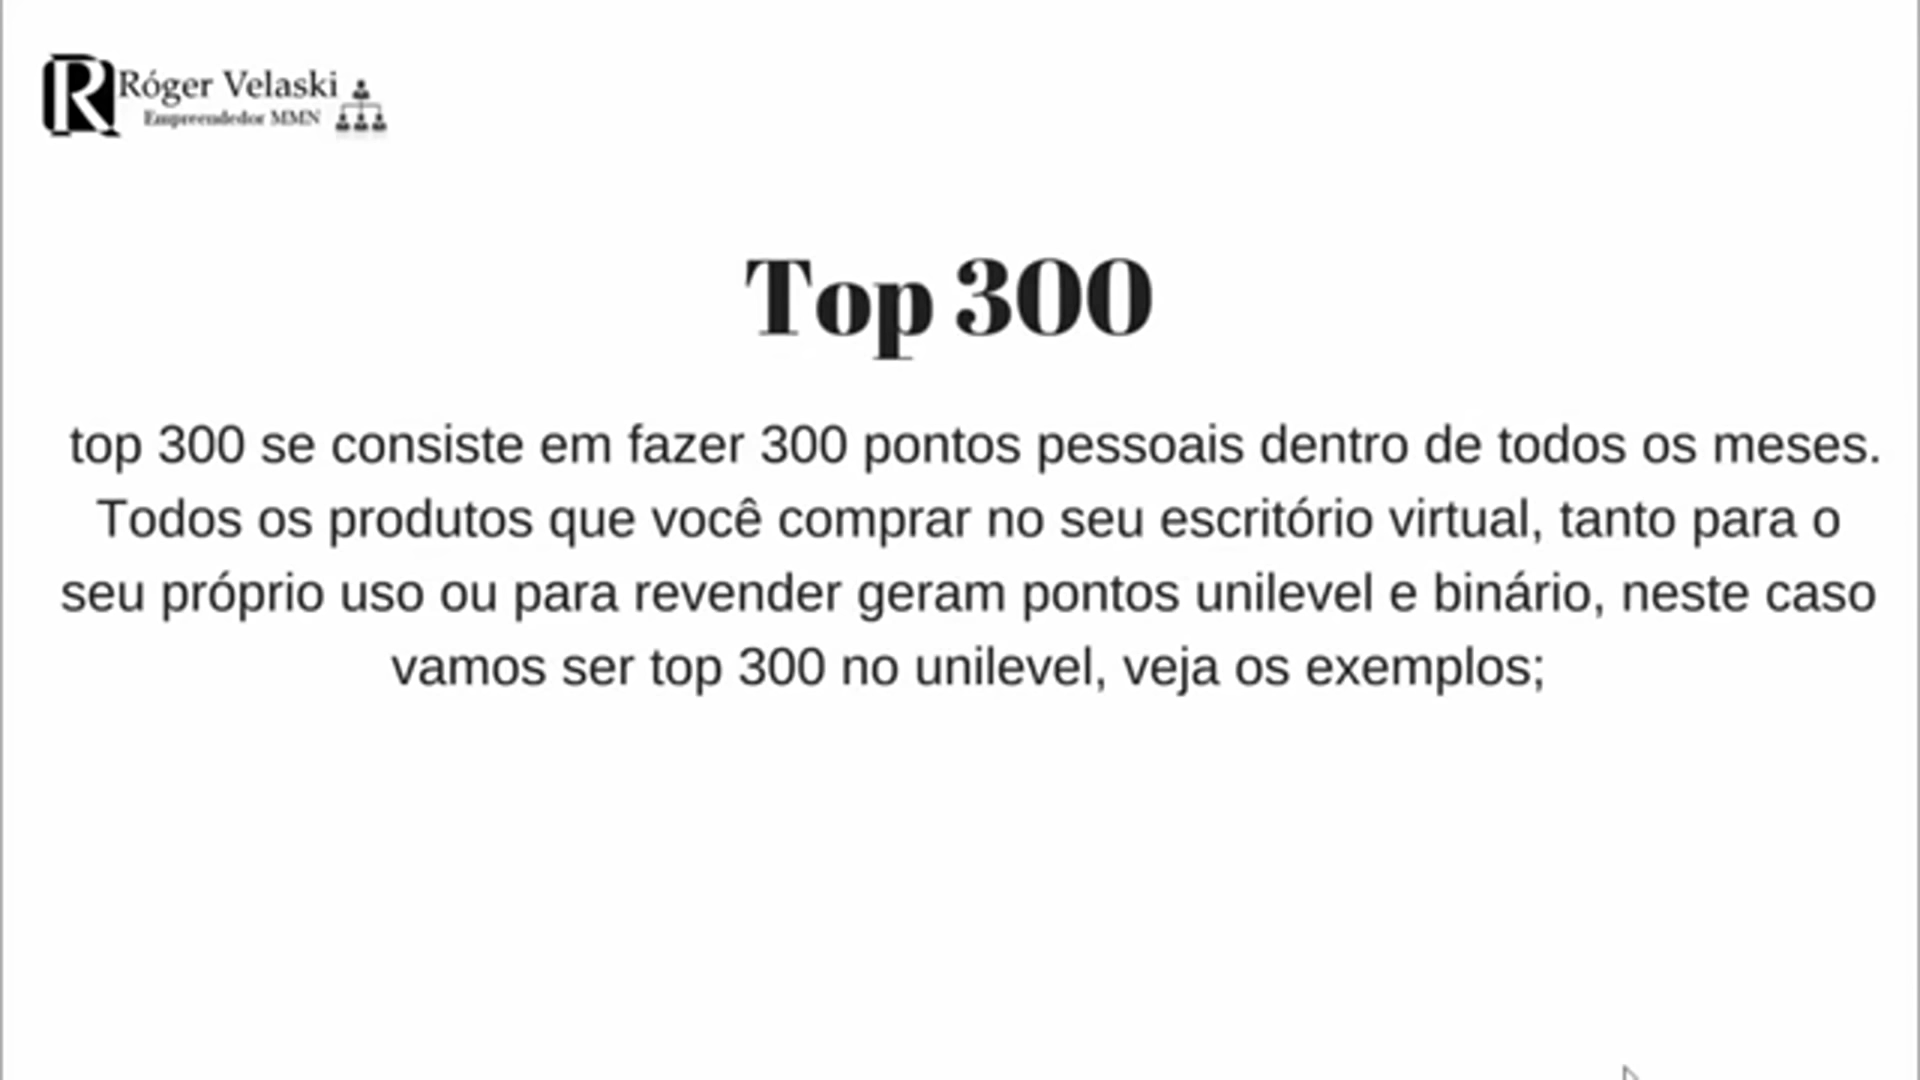 R Róger Velaski
Empreendedor MMN
Top 300
top 300 se consiste em fazer 300 pontos pessoais dentro de todos os meses.
Todos os produtos que você comprar no seu escritório virtual, tanto para o
seu próprio uso ou para revender geram pontos unilevel e binário, neste caso
vamos ser top 300 no unilevel, veja os exemplos;